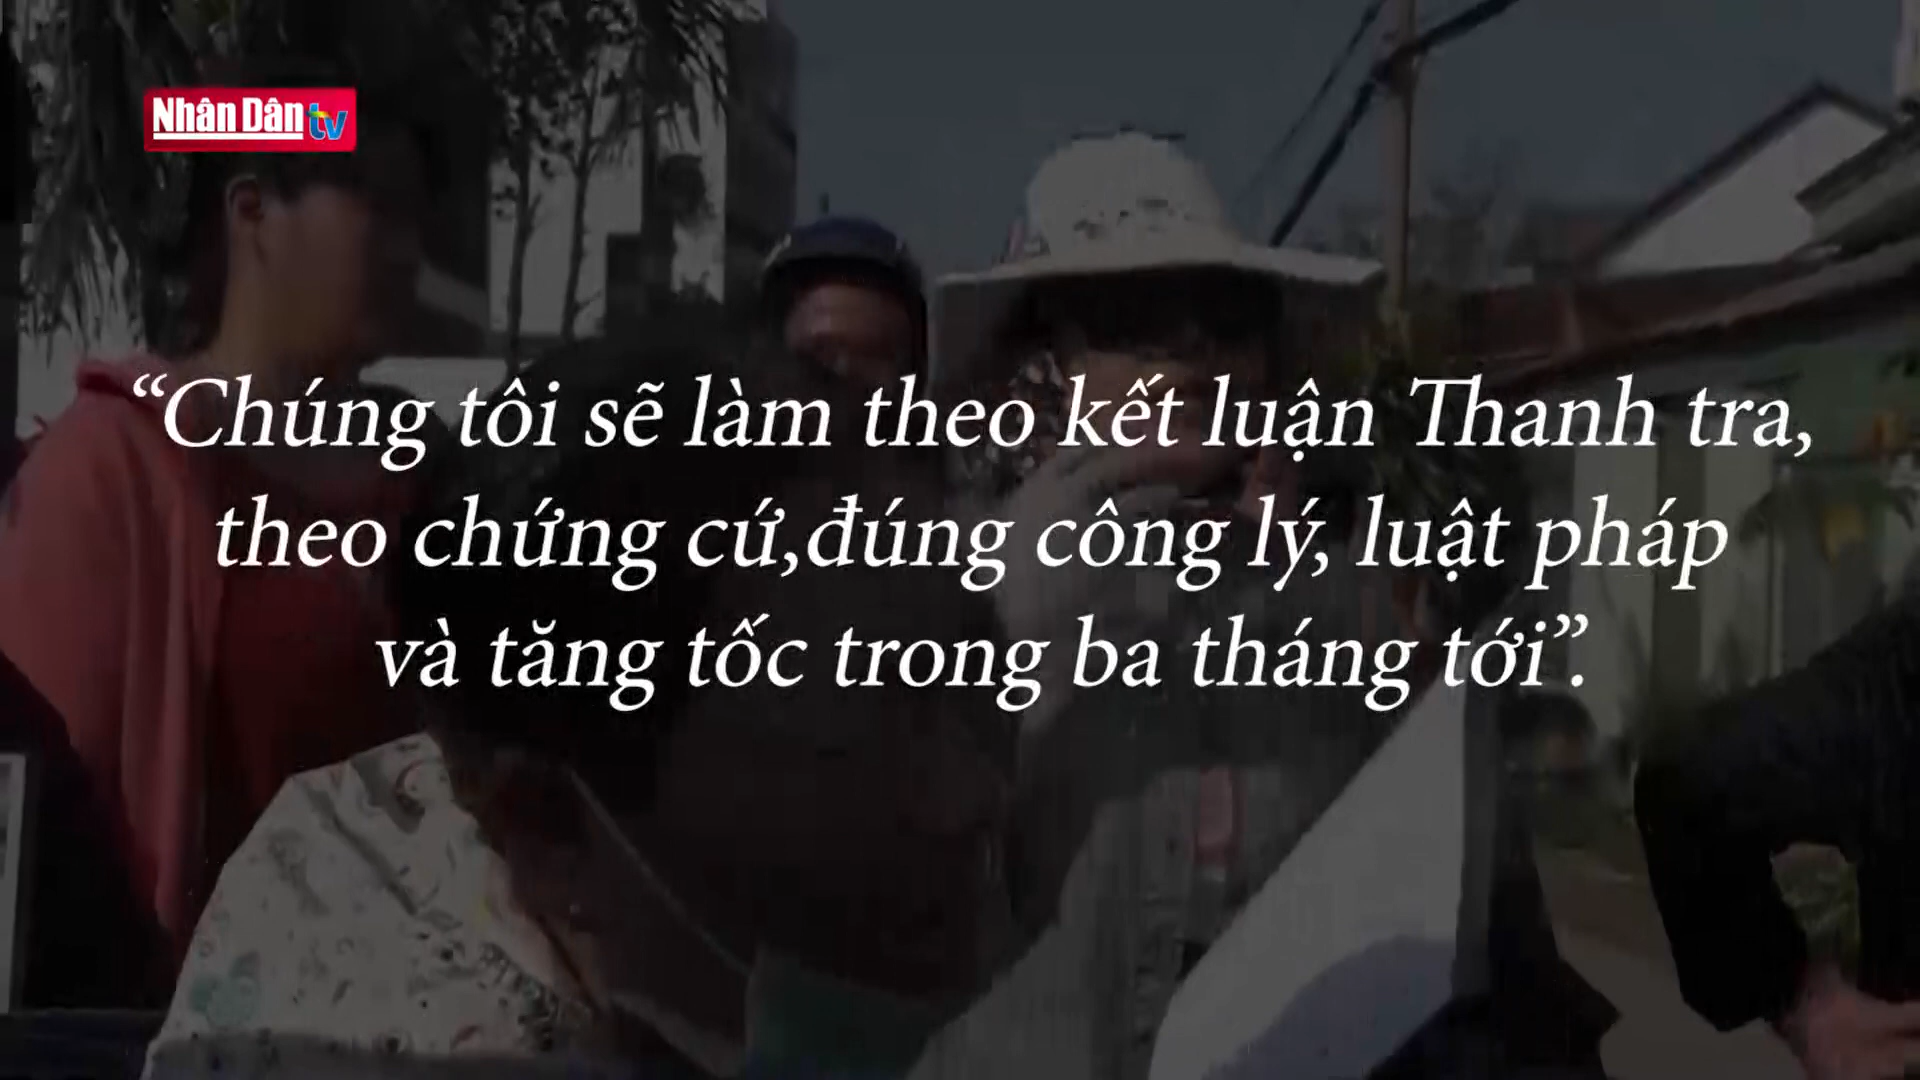 Nhân Dân tv
“Chúng tôi sẽ làm theo kết luận Thanh tra,
theo chứng cứ,đúng công lý, luật pháp
và tăng tốc trong ba tháng tới”.